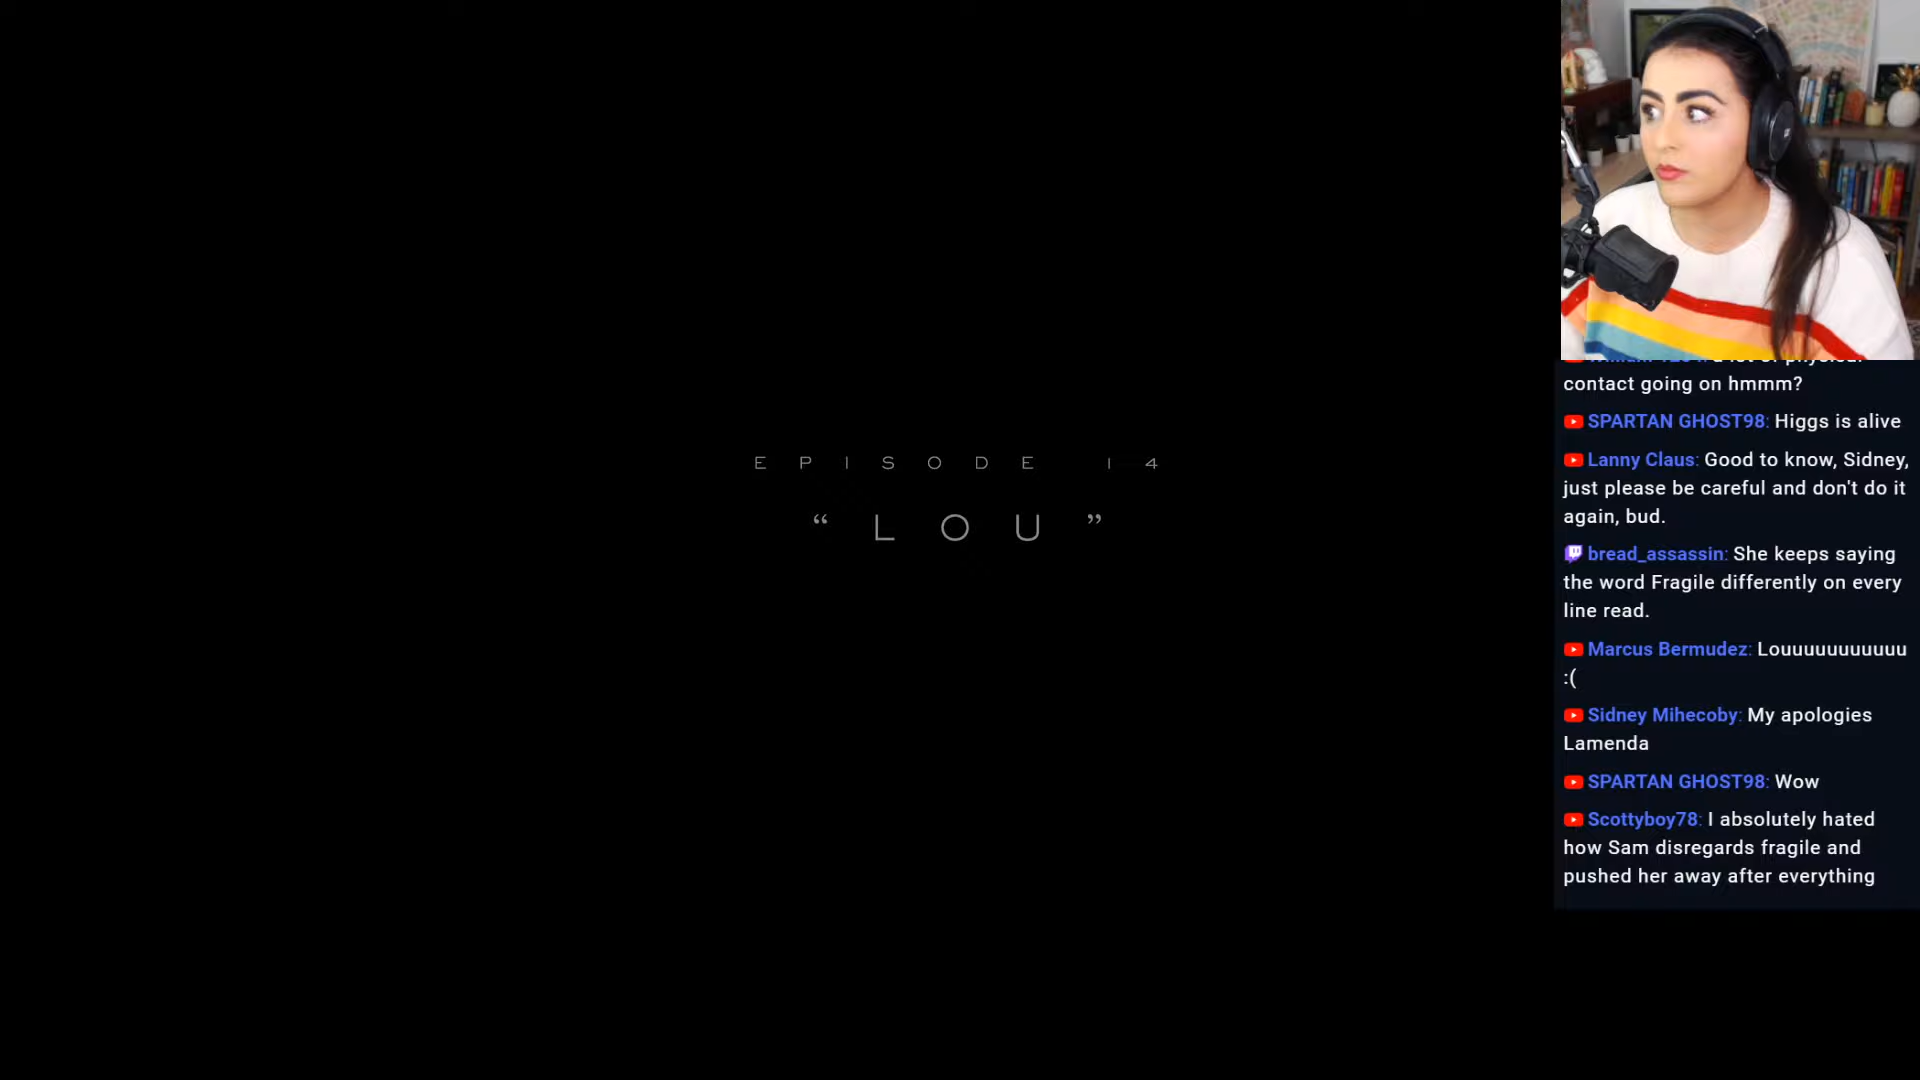 EPISODE 14
“LOU”
contact going on hmmm?
SPARTAN GHOST98: Higgs is alive
Lanny Claus: Good to know, Sidney,
just please be careful and don't do it
again, bud.
bread_assassin: She keeps saying
the word Fragile differently on every
line read.
Marcus Bermudez: Louuuuuuuuuuu
:(
Sidney Mihecoby: My apologies
Lamenda
SPARTAN GHOST98: Wow
Scottyboy78: I absolutely hated
how Sam disregards fragile and
pushed her away after everything